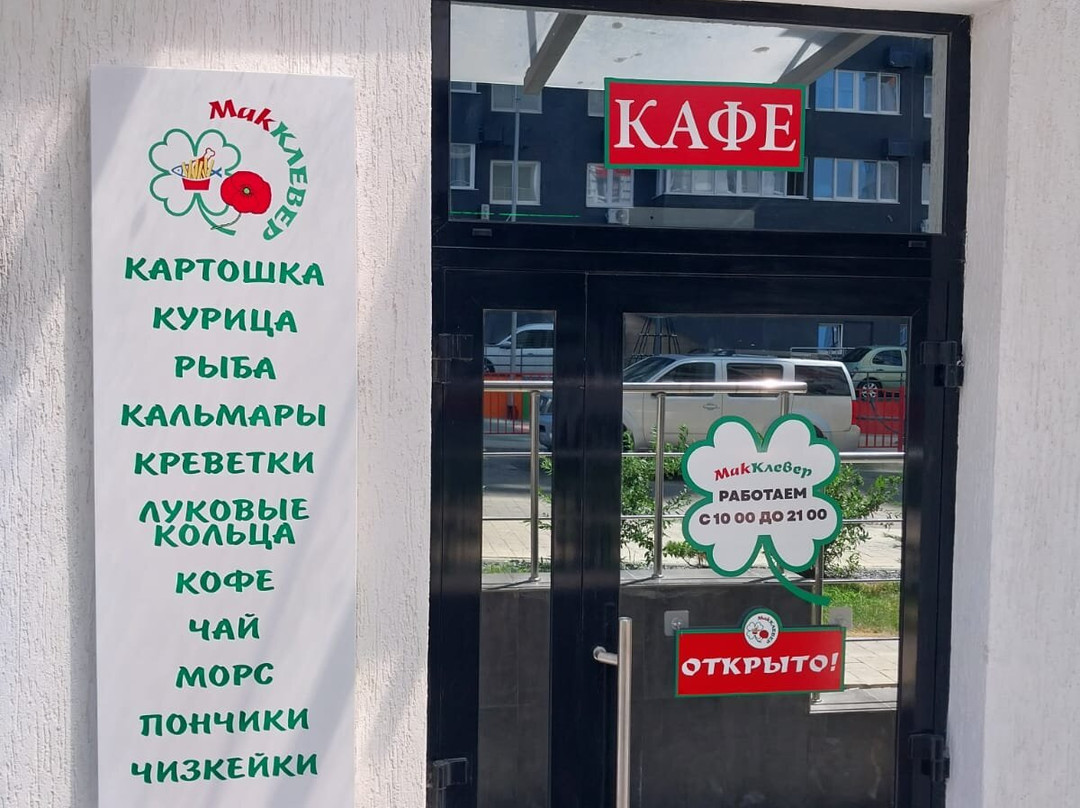 МакКлевер
КАРТОШКА
КУРИЦА
РЫБА
КАЛЬМАРЫ
КРЕВЕТКИ
ЛУКОВЫЕ
КОЛЬЦА
КОФЕ
ЧАЙ
МОРС
ПОНЧИКИ
ЧИЗКЕЙКИ
КАФЕ
МакКлевер
РАБОТАЕМ
С 10 00 ДО 21 00
МакКлевер
ОТКРЫТО!